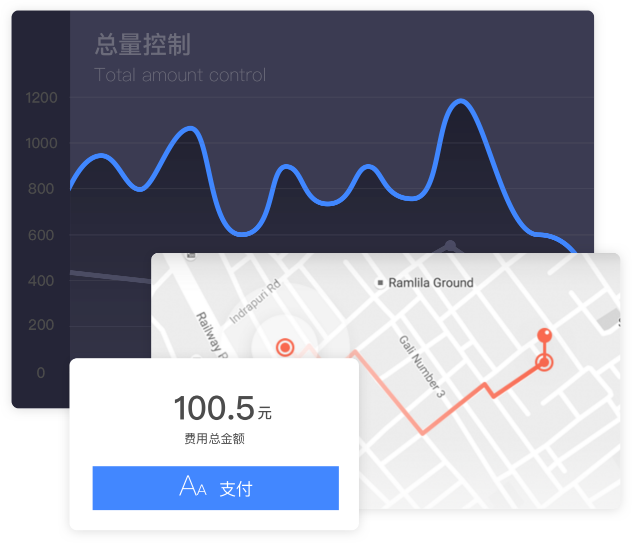 总量控制
Total amount control
1200
1000
800
600
400
200
0
Ramlila Ground
Indrapuri Rd
Railway
Gali Number 3
100.5元
费用总金额
AA 支付